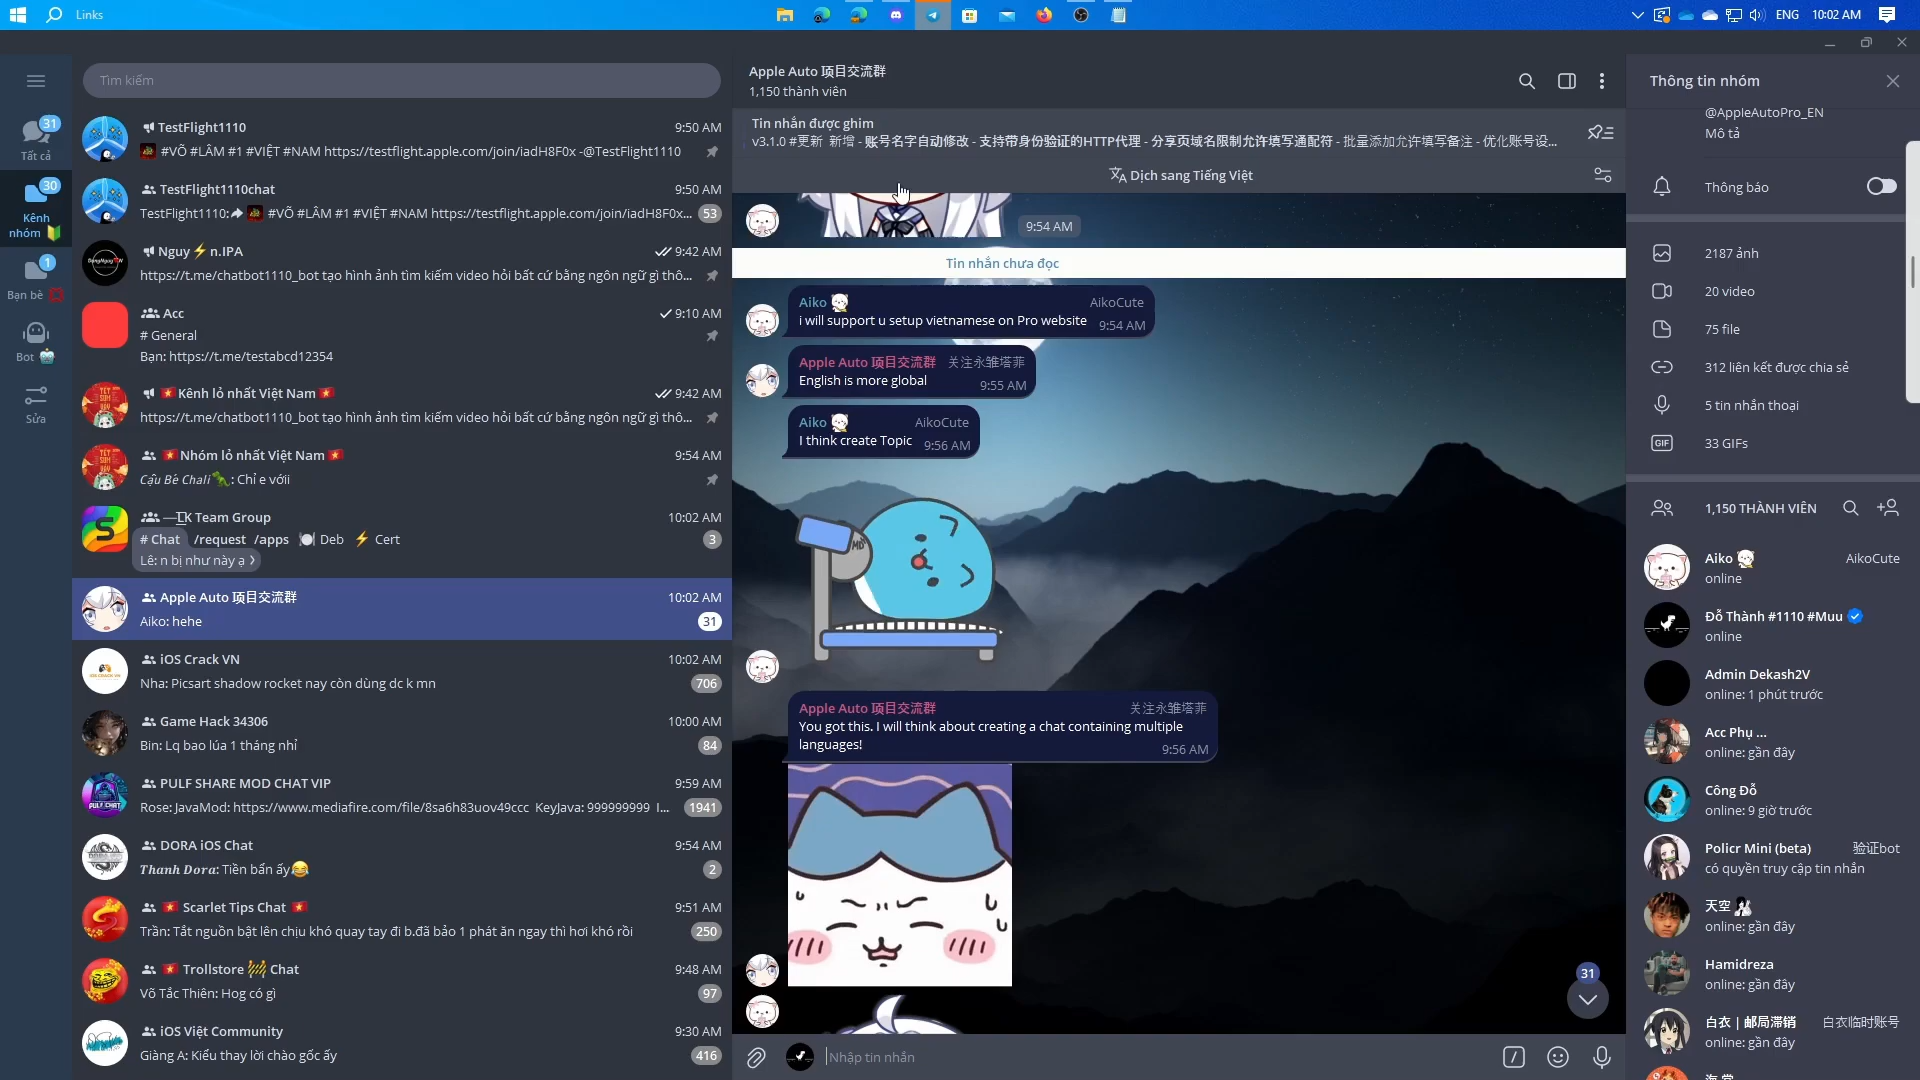 Links
ENG
10:02 AM
31
Tất cả
30
Kênh
nhóm 🔰
1
Bạn bè ⭕
Bot 🤖
Sửa
Tìm kiếm
TestFlight1110
9:50 AM
#VÕ #LÂM #1 #VIỆT #NAM https://testflight.apple.com/join/iadH8F0x -@TestFlight1110
TestFlight1110chat
9:50 AM
TestFlight1110: #VÕ #LÂM #1 #VIỆT #NAM https://testflight.apple.com/join/iadH8F0x...
53
Nguy⚡n.IPA
9:42 AM
https://t.me/chatbot1110_bot tạo hình ảnh tìm kiếm video hỏi bất cứ bằng ngôn ngữ gì thô...
Acc
9:10 AM
# General
Bạn: https://t.me/testabcd12354
🇻🇳Kênh lỏ nhất Việt Nam🇻🇳
9:42 AM
https://t.me/chatbot1110_bot tạo hình ảnh tìm kiếm video hỏi bất cứ bằng ngôn ngữ gì thô...
🇻🇳Nhóm lỏ nhất Việt Nam🇻🇳
9:54 AM
Cậu Bé Chali🦖: Chỉ e vớii
K Team Group
10:02 AM
# Chat /request /apps 🍽 Deb ⚡ Cert
3
Lê: n bị như này ạ
Apple Auto 项目交流群
10:02 AM
Aiko: hehe
31
iOS Crack VN
10:02 AM
Nha: Picsart shadow rocket nay còn dùng dc k mn
706
Game Hack 34306
10:00 AM
Bin: Lq bao lúa 1 tháng nhỉ
84
PULF SHARE MOD CHAT VIP
9:59 AM
Rose: JavaMod: https://www.mediafire.com/file/8sa6h83uov49ccc KeyJava: 999999999 I...
1941
DORA iOS Chat
9:54 AM
Thanh Dora: Tiền bẩn ấy😂
2
🇻🇳 Scarlet Tips Chat 🇻🇳
9:51 AM
Trần: Tắt nguồn bật lên chịu khó quay tay đi b.đã bảo 1 phát ăn ngay thì hơi khó rồi
250
🇻🇳 Trollstore 🚧 Chat
9:48 AM
Võ Tắc Thiên: Hog có gì
97
iOS Việt Community
9:30 AM
Giàng A: Kiểu thay lời chào gốc ấy
416
Apple Auto 项目交流群
1,150 thành viên
Tin nhắn được ghim
v3.1.0 #更新 新增 - 账号名字自动修改 - 支持带身份验证的HTTP代理 - 分享页域名限制允许填写通配符 - 批量添加允许填写备注 - 优化账号设...
Dịch sang Tiếng Việt
9:54 AM
Tin nhắn chưa đọc
Aiko
AikoCute
i will support u setup vietnamese on Pro website
9:54 AM
Apple Auto 项目交流群
关注永雏塔菲
English is more global
9:55 AM
Aiko
AikoCute
I think create Topic
9:56 AM
Apple Auto 项目交流群
关注永雏塔菲
You got this. I will think about creating a chat containing multiple
languages!
9:56 AM
31
Nhập tin nhắn
Thông tin nhóm
@AppleAutoPro_EN
Mô tả
Thông báo
2187 ảnh
20 video
75 file
312 liên kết được chia sẻ
5 tin nhắn thoại
GIF
33 GIFs
1,150 THÀNH VIÊN
Aiko
AikoCute
online
Đỗ Thành #1110 #Muu
online
Admin Dekash2V
online: 1 phút trước
Acc Phụ ...
online: gần đây
Công Đỗ
online: 9 giờ trước
Policr Mini (beta)
验证bot
có quyền truy cập tin nhắn
天空
online: gần đây
Hamidreza
online: gần đây
白衣 | 邮局滞销
白衣临时账号
online: gần đây